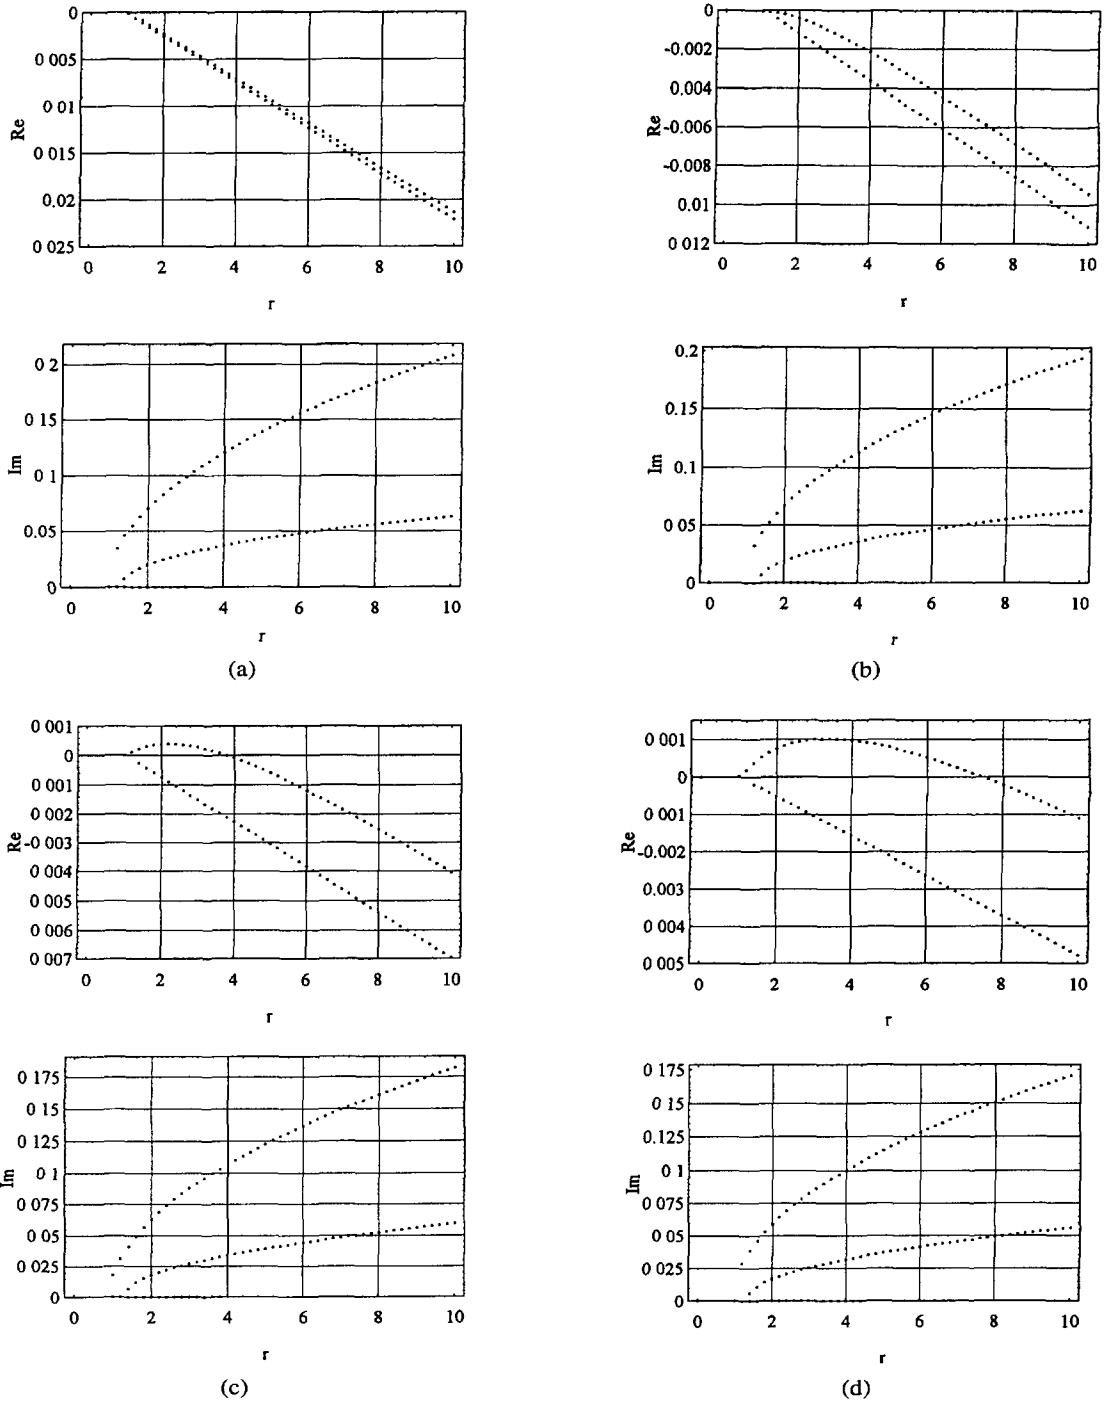 0
0 005
0 01
0 015
0 02
0 025
Re
0 2 4 6 8 10
r
0
-0.002
0 004
-0.006
-0.008
0 01
0 012
Re
0 2 4 6 8 10
r
0 2
0 15
0 1
0 05
0
Im
0 2 4 6 8 10
r
(a)
0.2
0.15
0.1
0 05
0
Im
0 2 4 6 8 10
r
(b)
0 001
0
0 001
0 002
-0 003
0 004
0 005
0 006
0 007
Re
0 2 4 6 8 10
r
0 001
0
0 001
-0.002
0 003
0 004
0 005
Re
0 2 4 6 8 10
r
0 175
0 15
0 125
0 1
0 075
0 05
0 025
0
Im
0 2 4 6 8 10
r
(c)
0 175
0 15
0.125
0 1
0 075
0 05
0 025
0
Im
0 2 4 6 8 10
r
(d)